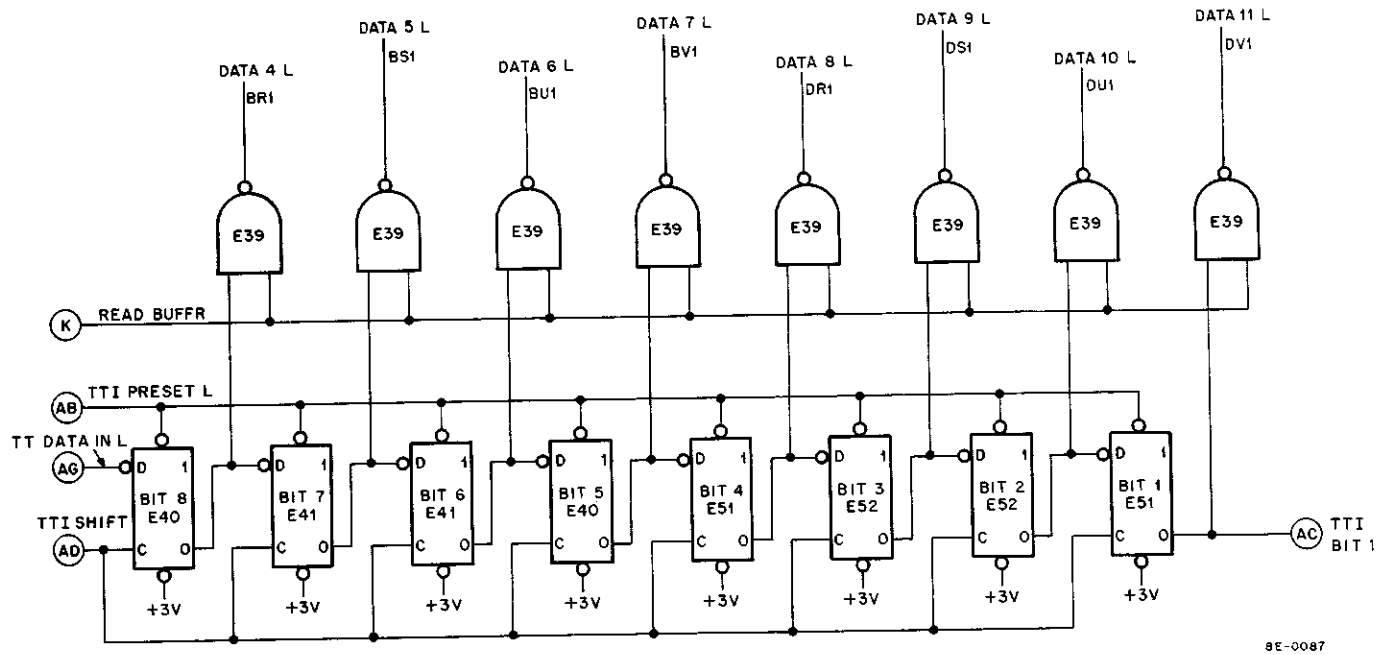 DATA 4 L
BR1
DATA 5 L
BS1
DATA 6 L
BU1
DATA 7 L
BV1
DATA 8 L
DR1
DATA 9 L
DS1
DATA 10 L
DU1
DATA 11 L
DV1
E39
E39
E39
E39
E39
E39
E39
E39
K
READ BUFFR
AB
TTI PRESET L
TT DATA IN L
AG
TTI SHIFT
AD
D 1
BIT 8
E40
C 0
+3V
D 1
BIT 7
E41
C 0
+3V
D 1
BIT 6
E41
C 0
+3V
D 1
BIT 5
E40
C 0
+3V
D 1
BIT 4
E51
C 0
+3V
D 1
BIT 3
E52
C 0
+3V
D 1
BIT 2
E52
C 0
+3V
D 1
BIT 1
E51
C 0
+3V
AC
TTI
BIT 1
8E-0087